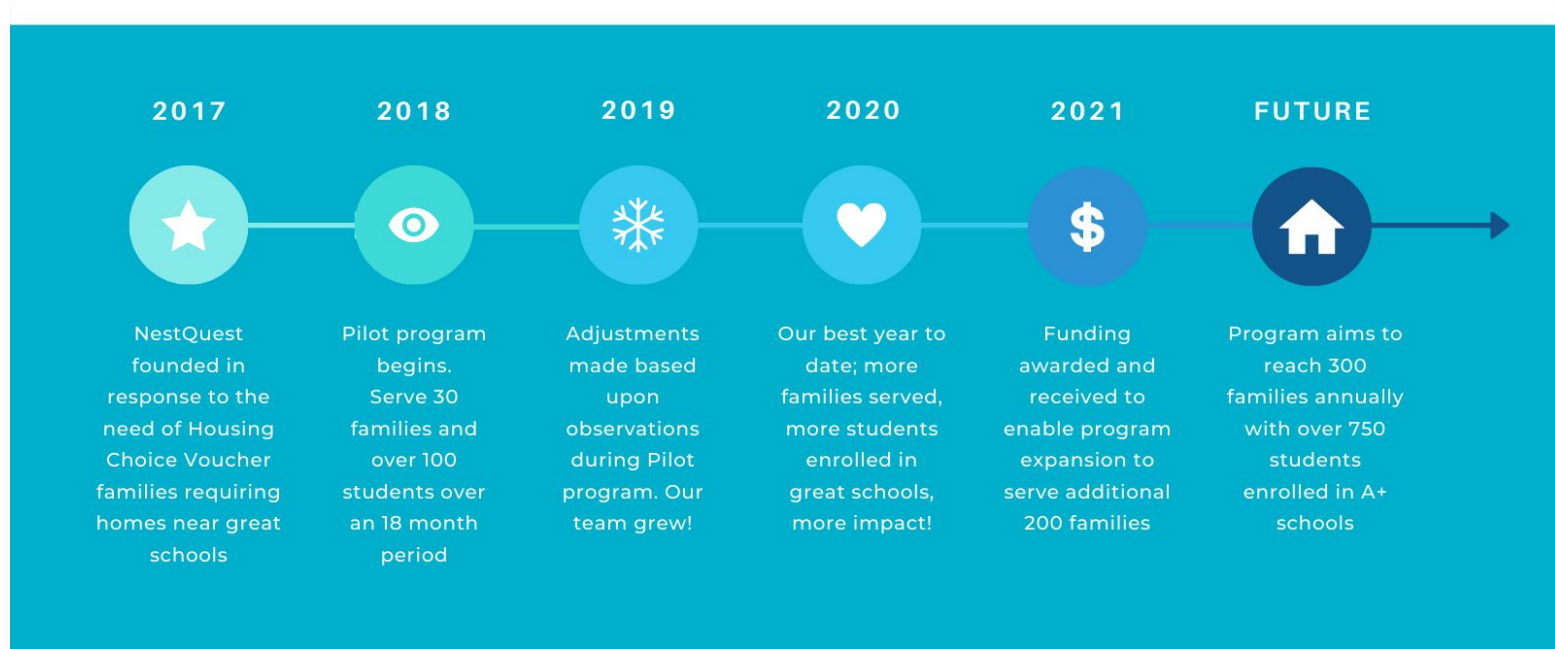 2017
NestQuest
founded in
response to the
need of Housing
Choice Voucher
families requiring
homes near great
schools
2018
Pilot program
begins.
Serve 30
families and
over 100
students over
an 18 month
period
2019
Adjustments
made based
upon
observations
during Pilot
program. Our
team grew!
2020
Our best year to
date; more
families served,
more students
enrolled in
great schools,
more impact!
2021
$
Funding
awarded and
received to
enable program
expansion to
serve additional
200 families
FUTURE
Program aims to
reach 300
families annually
with over 750
students
enrolled in A+
schools